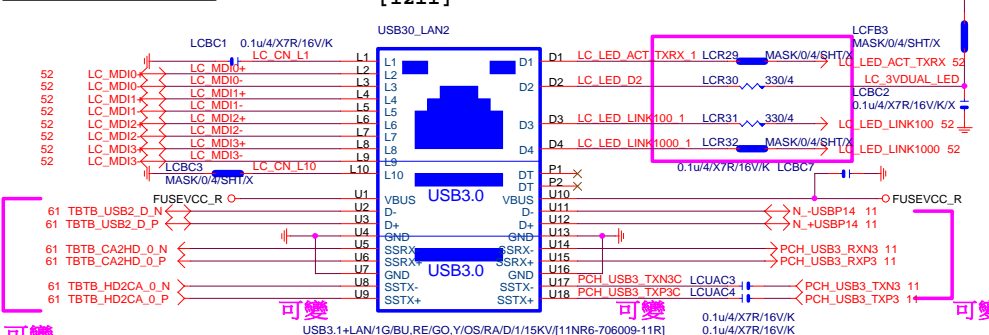 [1211]
USB30_LAN2
LCBC1 0.1u/4/X7R/16V/K
LC_CN_L1
L1 L1
52 LC_MDI0+ LC_MDI0+ L2 L2
52 LC_MDI0- LC_MDI0- L3 L3
52 LC_MDI1+ LC_MDI1+ L4 L4
52 LC_MDI1- LC_MDI1- L5 L5
52 LC_MDI2+ LC_MDI2+ L6 L6
52 LC_MDI2- LC_MDI2- L7 L7
52 LC_MDI3+ LC_MDI3+ L8 L8
52 LC_MDI3- LC_MDI3- L9 L9
LCBC3 LC_CN_L10 L10 L10
MASK/0/4/SHT/X
FUSEVCC_R U1 VBUS
61 TBTB_USB2_D_N U2 D-
61 TBTB_USB2_D_P U3 D+
U4 GND
61 TBTB_CA2HD_0_N U5 SSRX-
61 TBTB_CA2HD_0_P U6 SSRX+
U7 GND
61 TBTB_HD2CA_0_N U8 SSTX-
61 TBTB_HD2CA_0_P U9 SSTX+
可變
可變
USB3.0
USB3.0
LCFB3
MASK/0/4/SHT/X
D1 D1 LC_LED_ACT_TXRX_1 LCR29 MASK/0/4/SHT/X LC_LED_ACT_TXRX 52
D2 D2 LC_LED_D2 LCR30 330/4 LC_3VDUAL_LED
LCBC2
0.1u/4/X7R/16V/K/X
D3 D3 LC_LED_LINK100_1 LCR31 330/4 LC_LED_LINK100 52
D4 D4 LC_LED_LINK1000_1 LCR32 MASK/0/4/SHT/X LC_LED_LINK1000 52
DT P1
DT P2
0.1u/4/X7R/16V/K LCBC7
VBUS U10 FUSEVCC_R
D- U11 N_-USBP14 11
D+ U12 N_+USBP14 11
GND U13
SSRX- U14 PCH_USB3_RXN3 11
SSRX+ U15 PCH_USB3_RXP3 11
GND U16
SSTX- U17 PCH_USB3_TXN3C LCUAC3 PCH_USB3_TXN3 11
SSTX+ U18 PCH_USB3_TXP3C LCUAC4 PCH_USB3_TXP3 11
可變
0.1u/4/X7R/16V/K
0.1u/4/X7R/16V/K
USB3.1+LAN/1G/BU,RE/GO,Y/OS/RA/D/1/15KV/[11NR6-706009-11R]